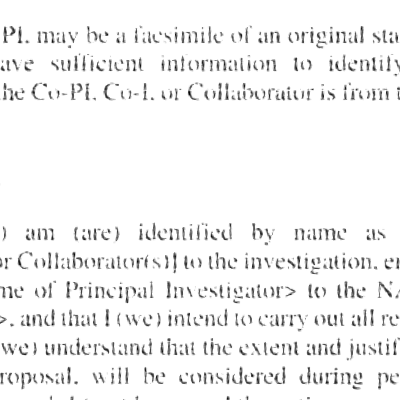 PI, may be a facsimile of an original sta
ave sufficient information to identify
he Co-PI, Co-I, or Collaborator is from t
) am (are) identified by name as
or Collaborator(s)] to the investigation, en
me of Principal Investigator> to the NA
>, and that I (we) intend to carry out all re
we) understand that the extent and justif
roposal, will be considered during pe